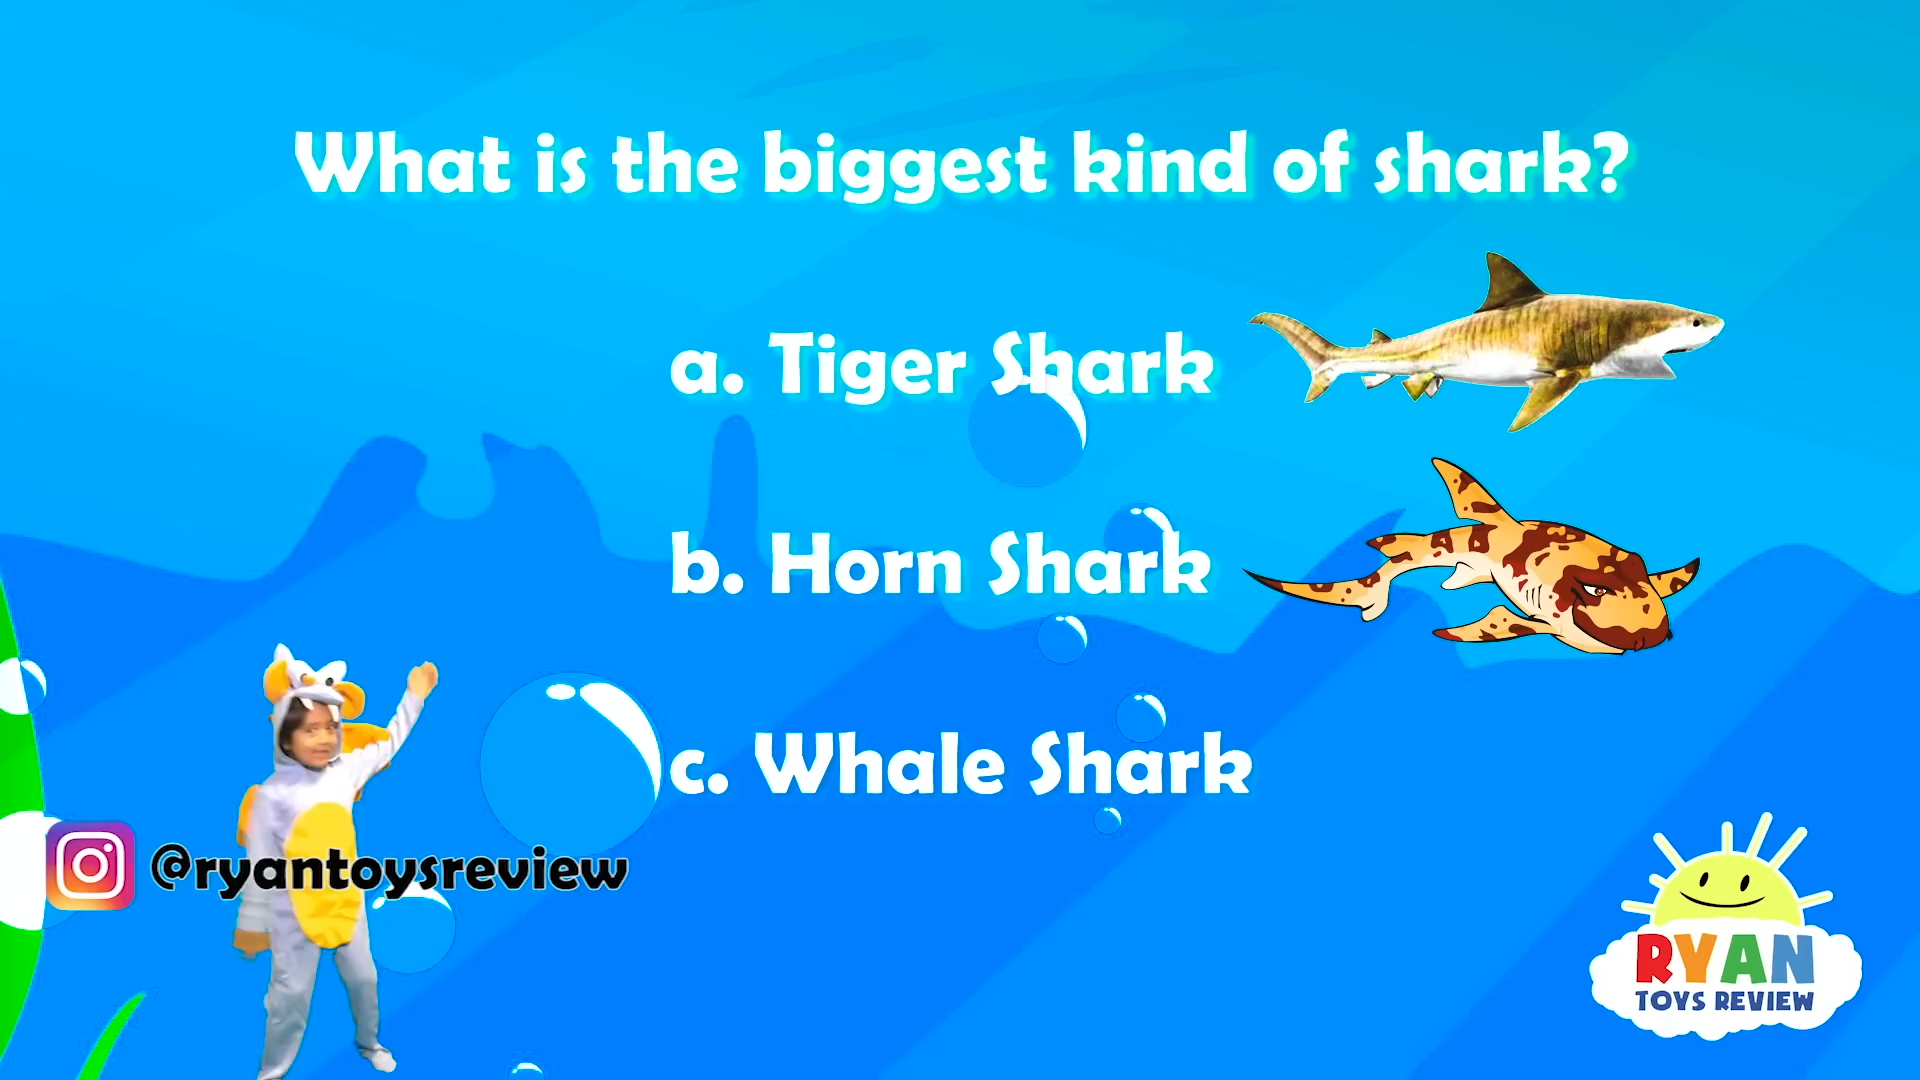 What is the biggest kind of shark?
a. Tiger Shark
b. Horn Shark
c. Whale Shark
@ryantoysreview
RYAN
TOYS REVIEW